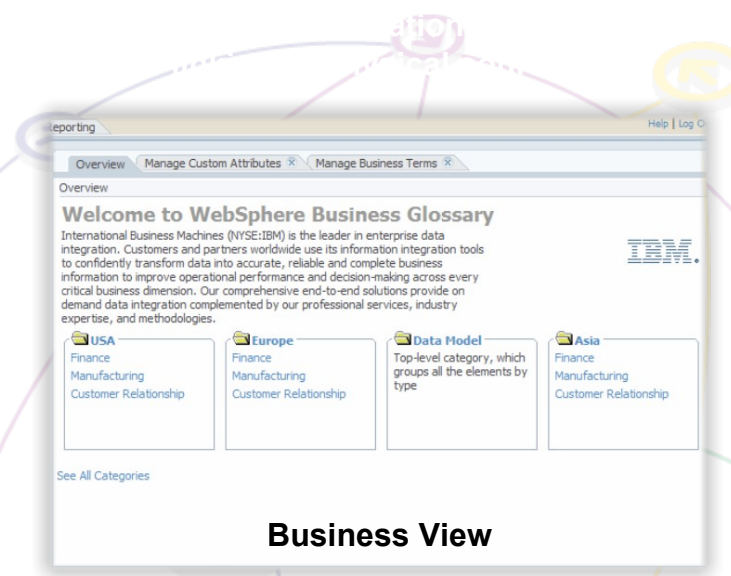 Reporting
Help | Log O
Overview
Manage Custom Attributes
Manage Business Terms
Overview
Welcome to WebSphere Business Glossary
International Business Machines (NYSE:IBM) is the leader in enterprise data
integration. Customers and partners worldwide use its information integration tools
to confidently transform data into accurate, reliable and complete business
information to improve operational performance and decision-making across every
critical business dimension. Our comprehensive end-to-end solutions provide on
demand data integration complemented by our professional services, industry
expertise, and methodologies.
IBM.
USA
Finance
Manufacturing
Customer Relationship
Europe
Finance
Manufacturing
Customer Relationship
Data Model
Top-level category, which
groups all the elements by
type
Asia
Finance
Manufacturing
Customer Relationship
See All Categories
Business View